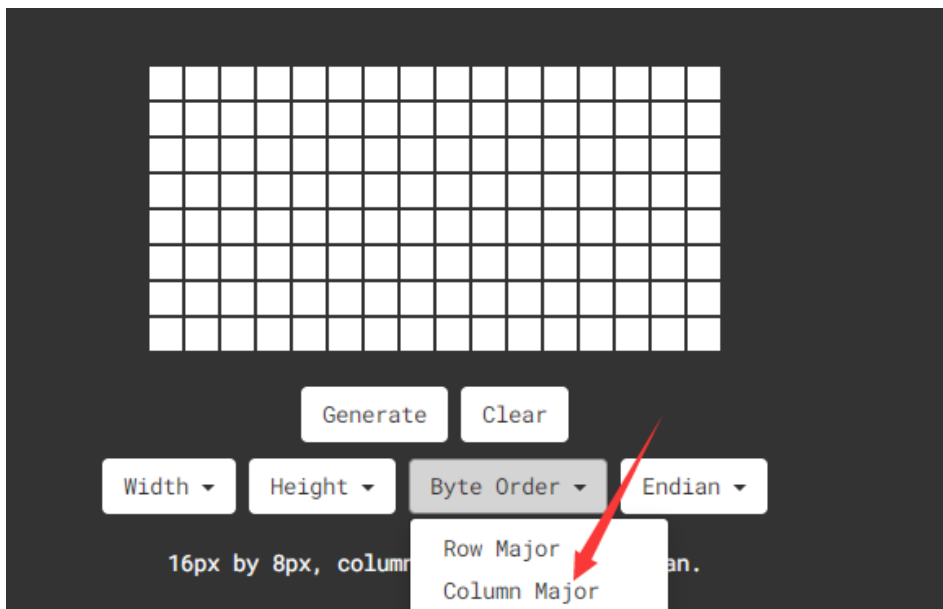 Generate Clear
Width Height Byte Order Endian
Row Major
16px by 8px, colum an.
Column Major